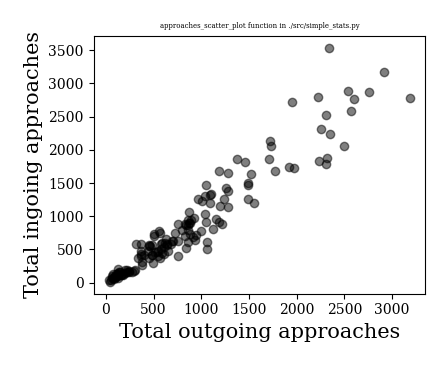 approaches_scatter_plot function in ./src/simple_stats.py
3500
3000
2500
2000
1500
1000
500
0
Total ingoing approaches
0 500 1000 1500 2000 2500 3000
Total outgoing approaches